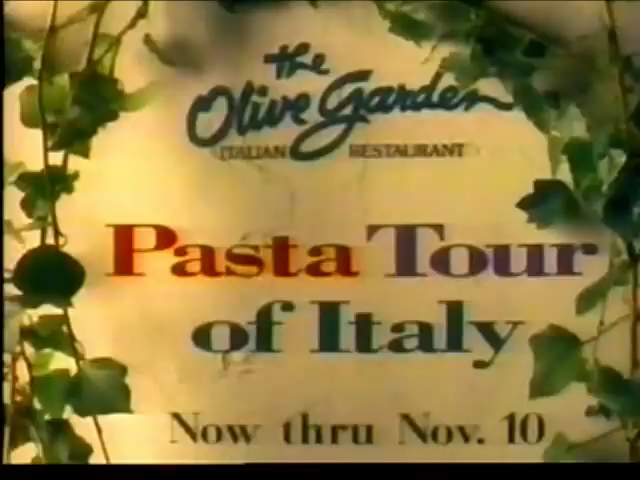 the
Olive Garden
ITALIAN RESTAURANT
Pasta Tour
of Italy
Now thru Nov. 10